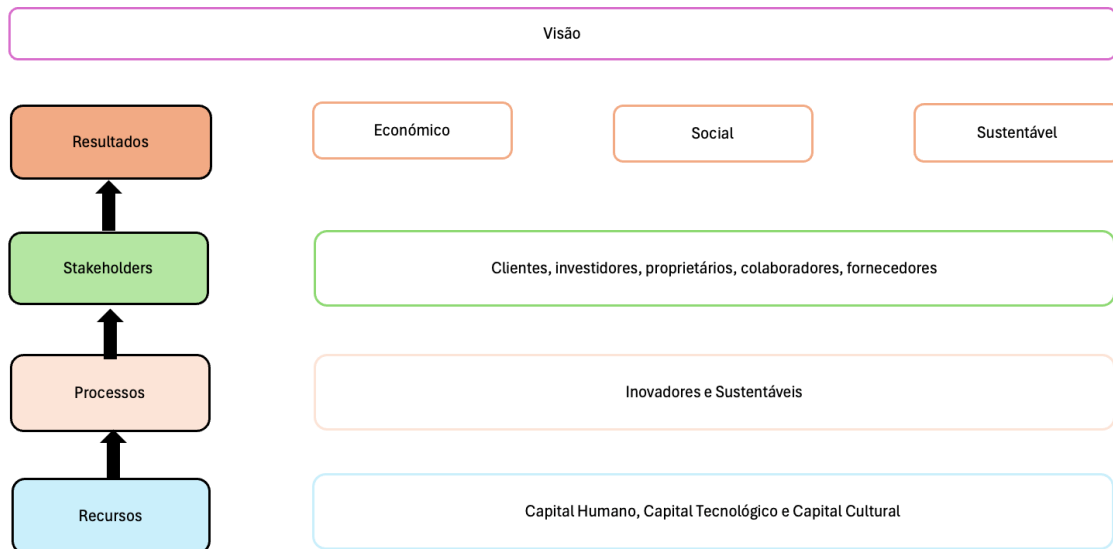 Visão
Resultados
Económico
Social
Sustentável
Stakeholders
Clientes, investidores, proprietários, colaboradores, fornecedores
Processos
Inovadores e Sustentáveis
Recursos
Capital Humano, Capital Tecnológico e Capital Cultural